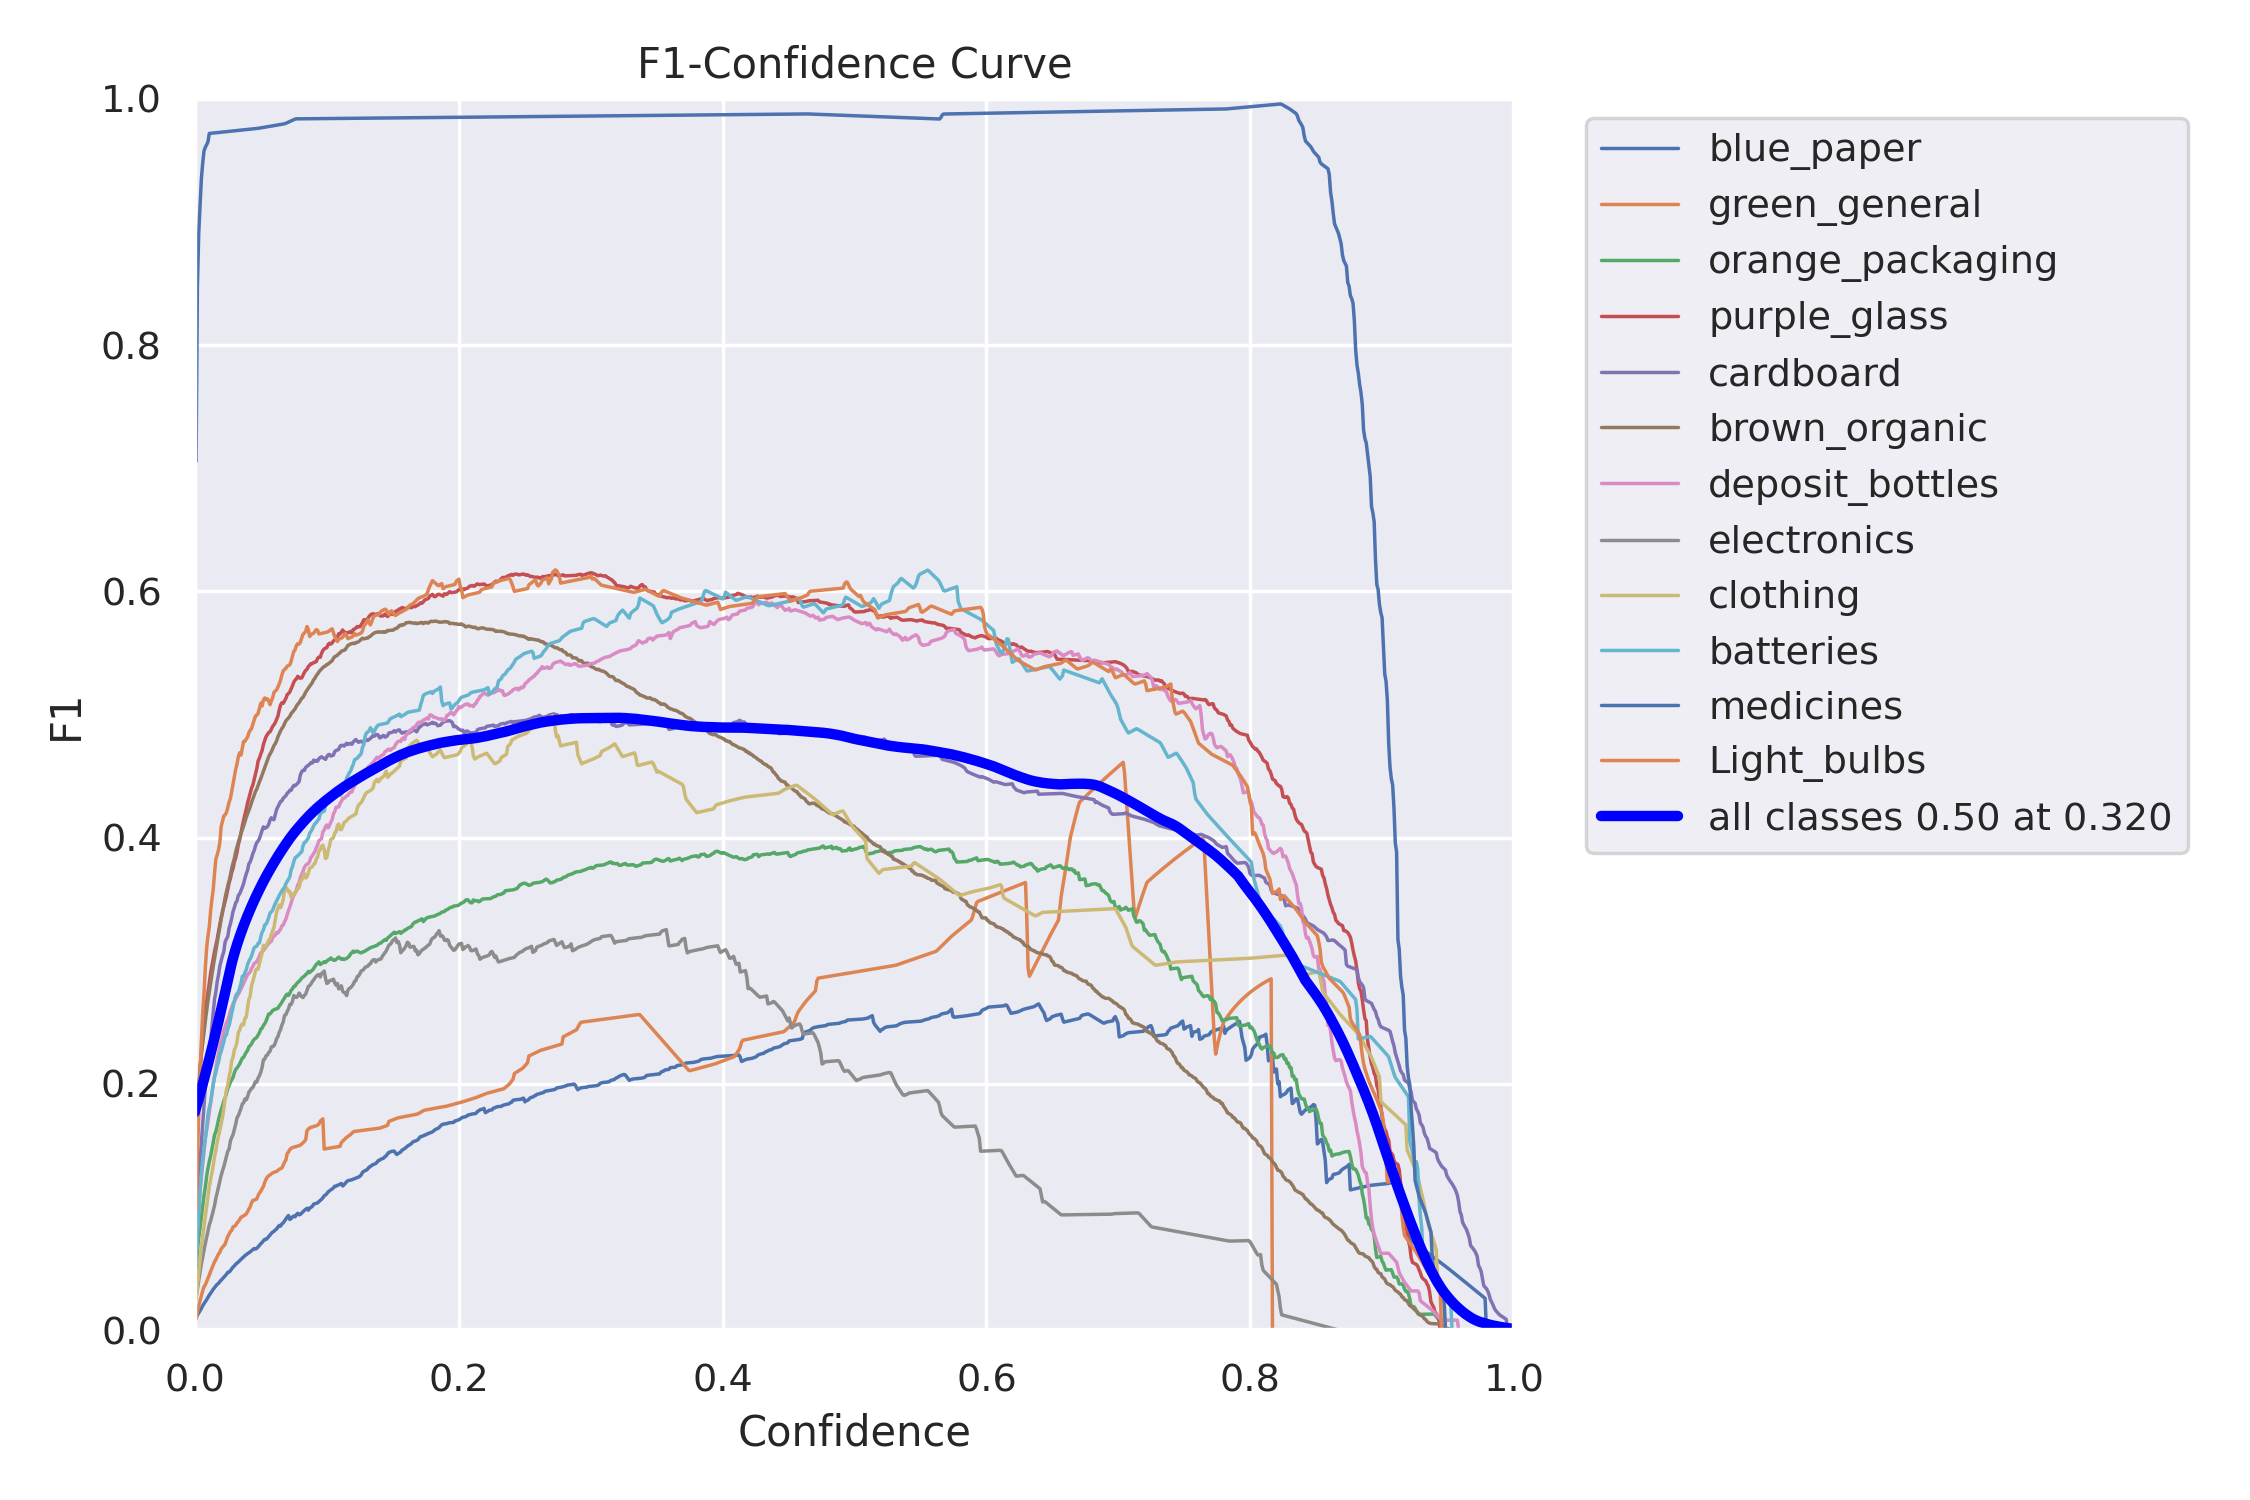 F1-Confidence Curve
1.0
0.8
0.6
0.4
0.2
0.0
F1
0.0 0.2 0.4 0.6 0.8 1.0
Confidence
blue_paper
green_general
orange_packaging
purple_glass
cardboard
brown_organic
deposit_bottles
electronics
clothing
batteries
medicines
Light_bulbs
all classes 0.50 at 0.320